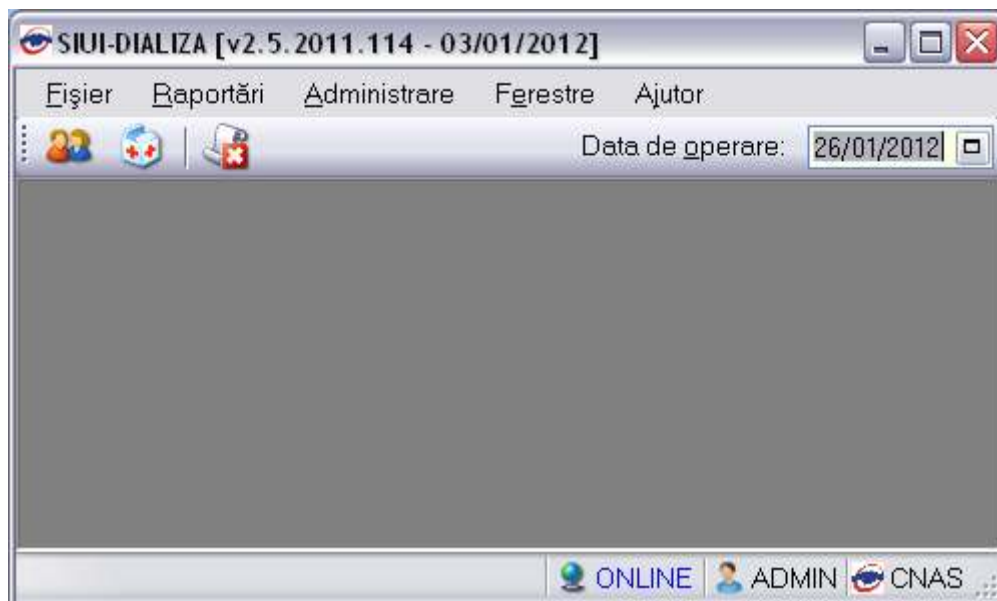 SIUI-DIALIZA [v2.5.2011.114 - 03/01/2012]
Fişier Raportări Administrare Ferestre Ajutor
Data de operare: 26/01/2012
ONLINE ADMIN CNAS